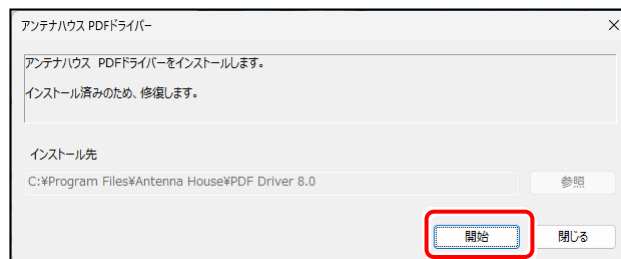 アンテナハウス PDFドライバー
アンテナハウス PDFドライバーをインストールします。
インストール済みのため、修復します。
インストール先
C:¥Program Files¥Antenna House¥PDF Driver 8.0
参照
開始
閉じる